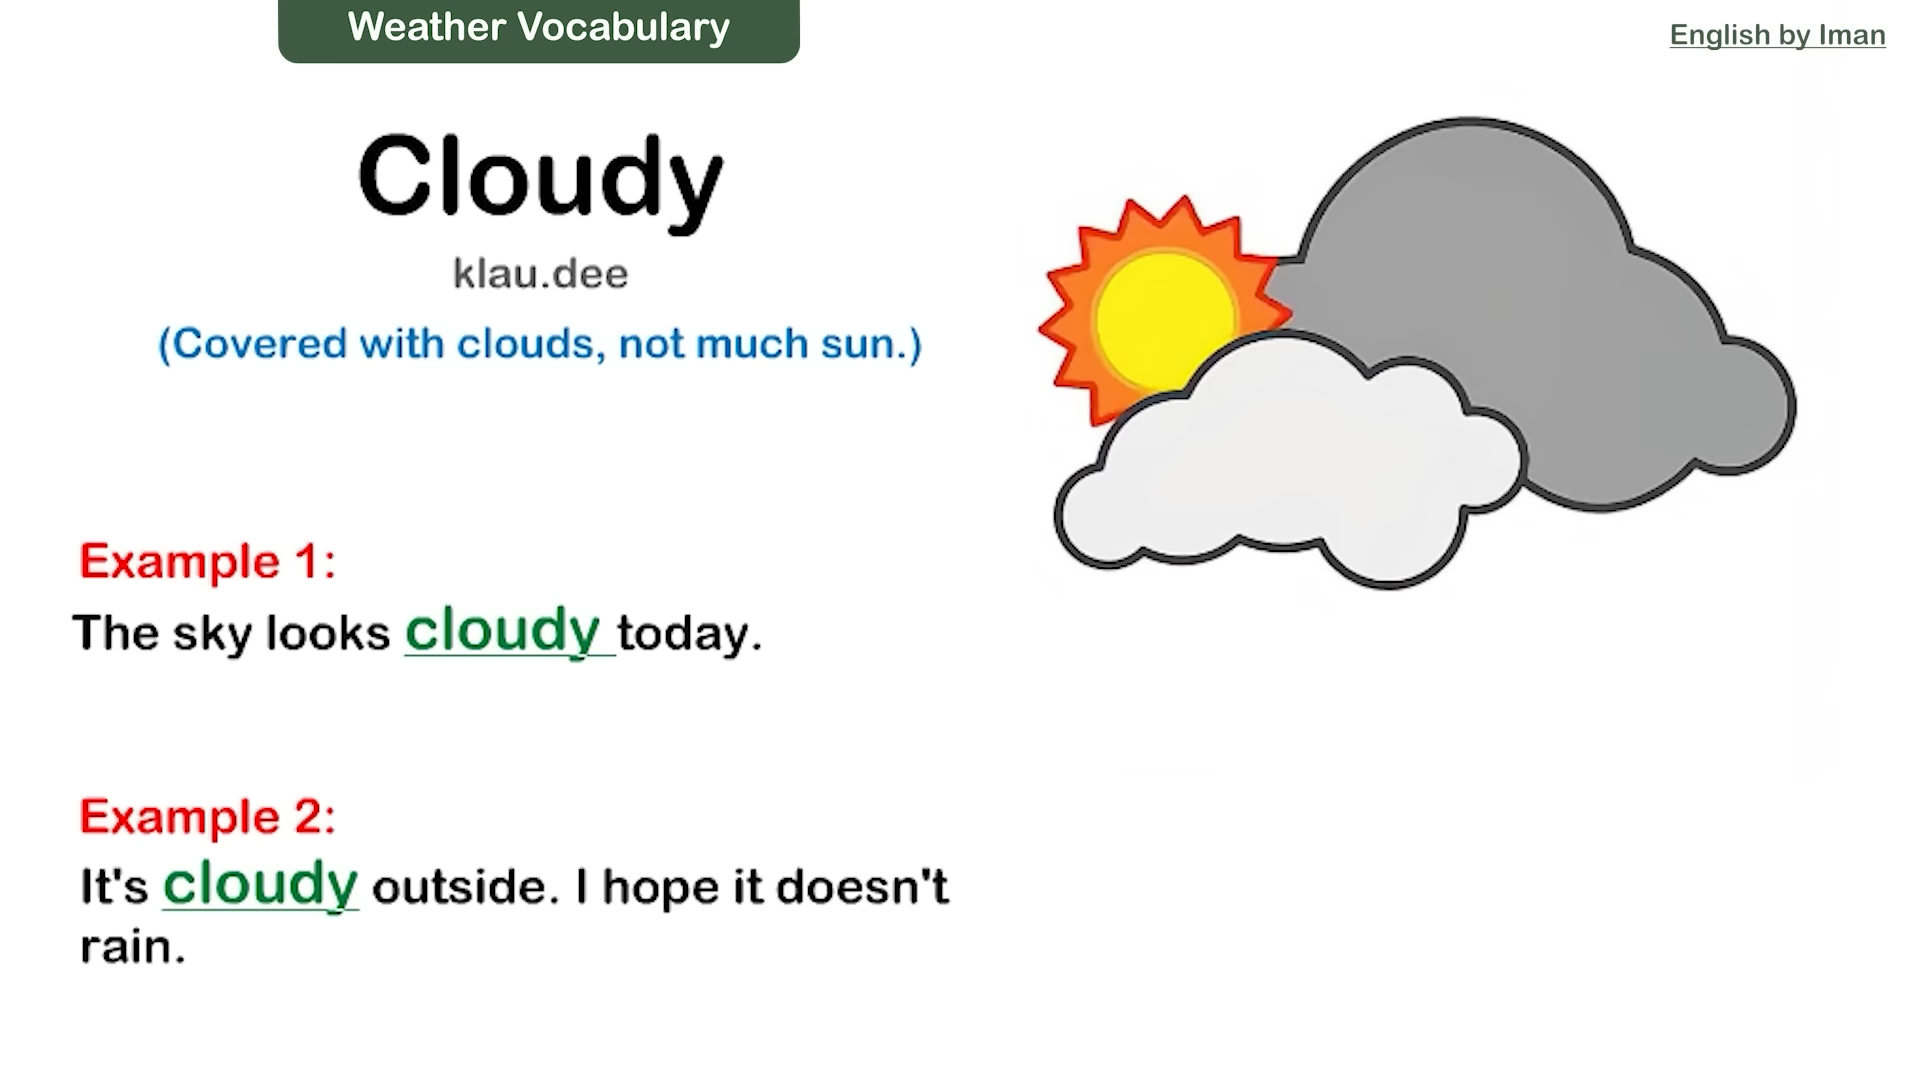 Weather Vocabulary
English by Iman
Cloudy
klau.dee
(Covered with clouds, not much sun.)
Example 1:
The sky looks cloudy today.
Example 2:
It's cloudy outside. I hope it doesn't
rain.